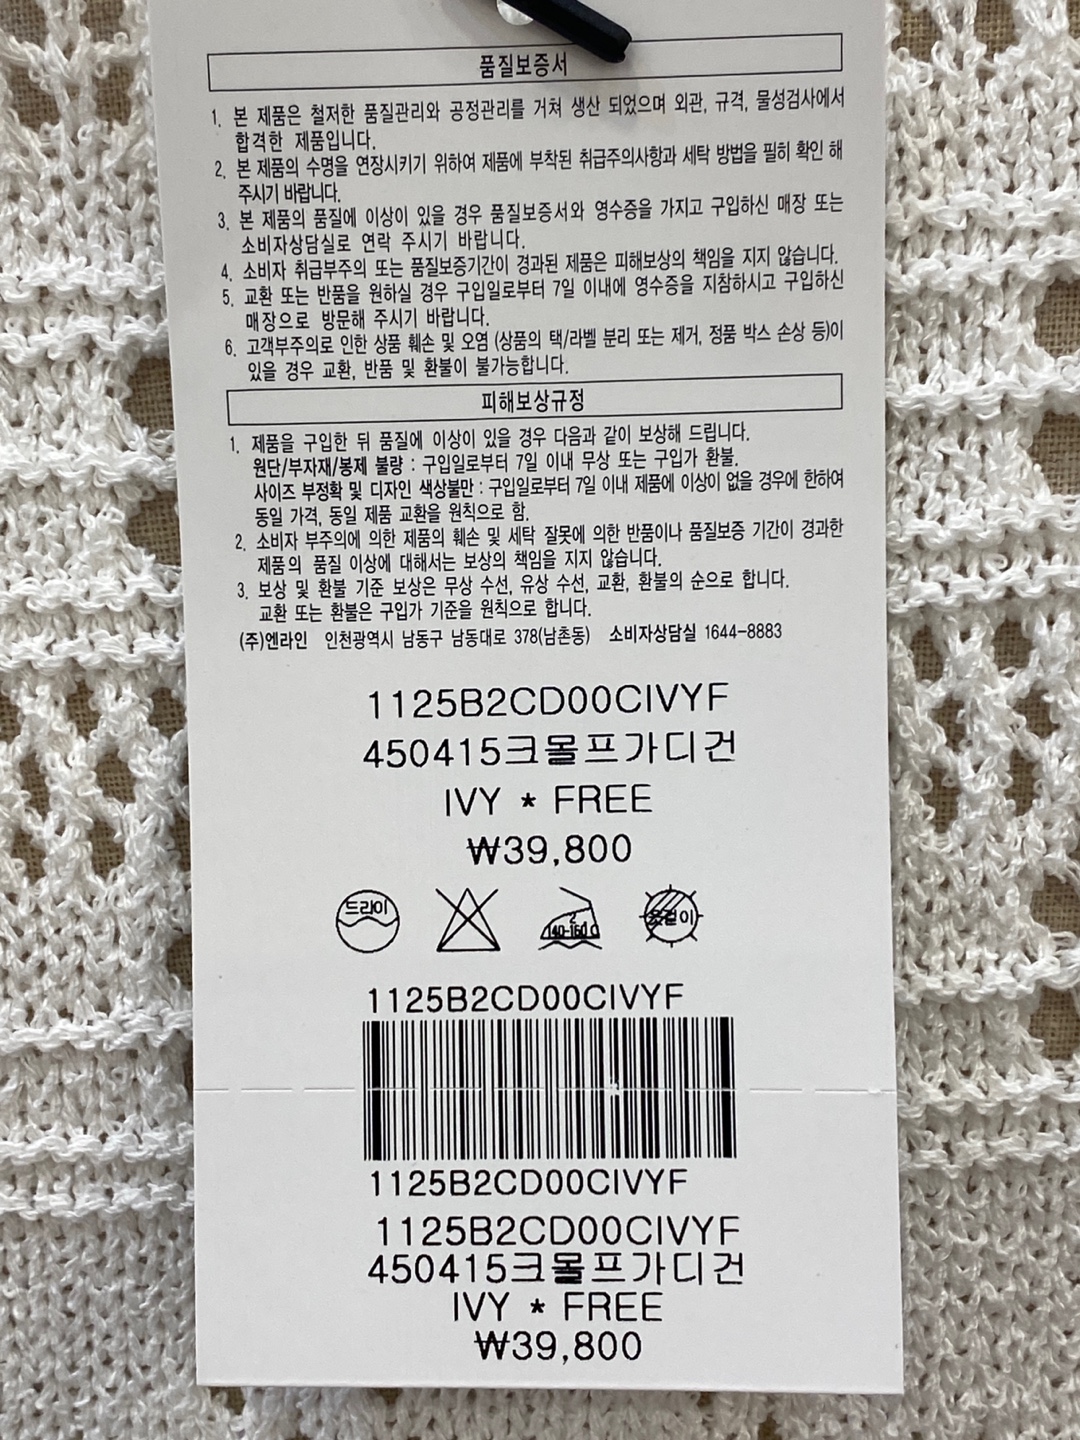 품질보증서
1. 본 제품은 철저한 품질관리와 공정관리를 거쳐 생산 되었으며 외관, 규격, 물성검사에서
합격한 제품입니다.
2. 본 제품의 수명을 연장시키기 위하여 제품에 부착된 취급주의사항과 세탁 방법을 필히 확인 해
주시기 바랍니다.
3. 본 제품의 품질에 이상이 있을 경우 품질보증서와 영수증을 가지고 구입하신 매장 또는
소비자상담실로 연락 주시기 바랍니다.
4. 소비자 취급부주의 또는 품질보증기간이 경과된 제품은 피해보상의 책임을 지지 않습니다.
5. 교환 또는 반품을 원하실 경우 구입일로부터 7일 이내에 영수증을 지참하시고 구입하신
매장으로 방문해 주시기 바랍니다.
6. 고객부주의로 인한 상품 훼손 및 오염 (상품의 택/라벨 분리 또는 제거, 정품 박스 손상 등)이
있을 경우 교환, 반품 및 환불이 불가능합니다.
피해보상규정
1. 제품을 구입한 뒤 품질에 이상이 있을 경우 다음과 같이 보상해 드립니다.
원단/부자재/봉제 불량 : 구입일로부터 7일 이내 무상 또는 구입가 환불.
사이즈 부정확 및 디자인 색상불만 : 구입일로부터 7일 이내 제품에 이상이 없을 경우에 한하여
동일 가격, 동일 제품 교환을 원칙으로 함.
2. 소비자 부주의에 의한 제품의 훼손 및 세탁 잘못에 의한 반품이나 품질보증 기간이 경과한
제품의 품질 이상에 대해서는 보상의 책임을 지지 않습니다.
3. 보상 및 환불 기준 보상은 무상 수선, 유상 수선, 교환, 환불의 순으로 합니다.
교환 또는 환불은 구입가 기준을 원칙으로 합니다.
(주)엔라인 인천광역시 남동구 남동대로 378(남촌동) 소비자상담실 1644-8883
1125B2CD00CIVYF
450415크몰프가디건
IVY * FREE
₩39,800
드라이
2
140-160 C
옷걸이
1125B2CD00CIVYF
1125B2CD00CIVYF
1125B2CD00CIVYF
450415크몰프가디건
IVY * FREE
₩39,800